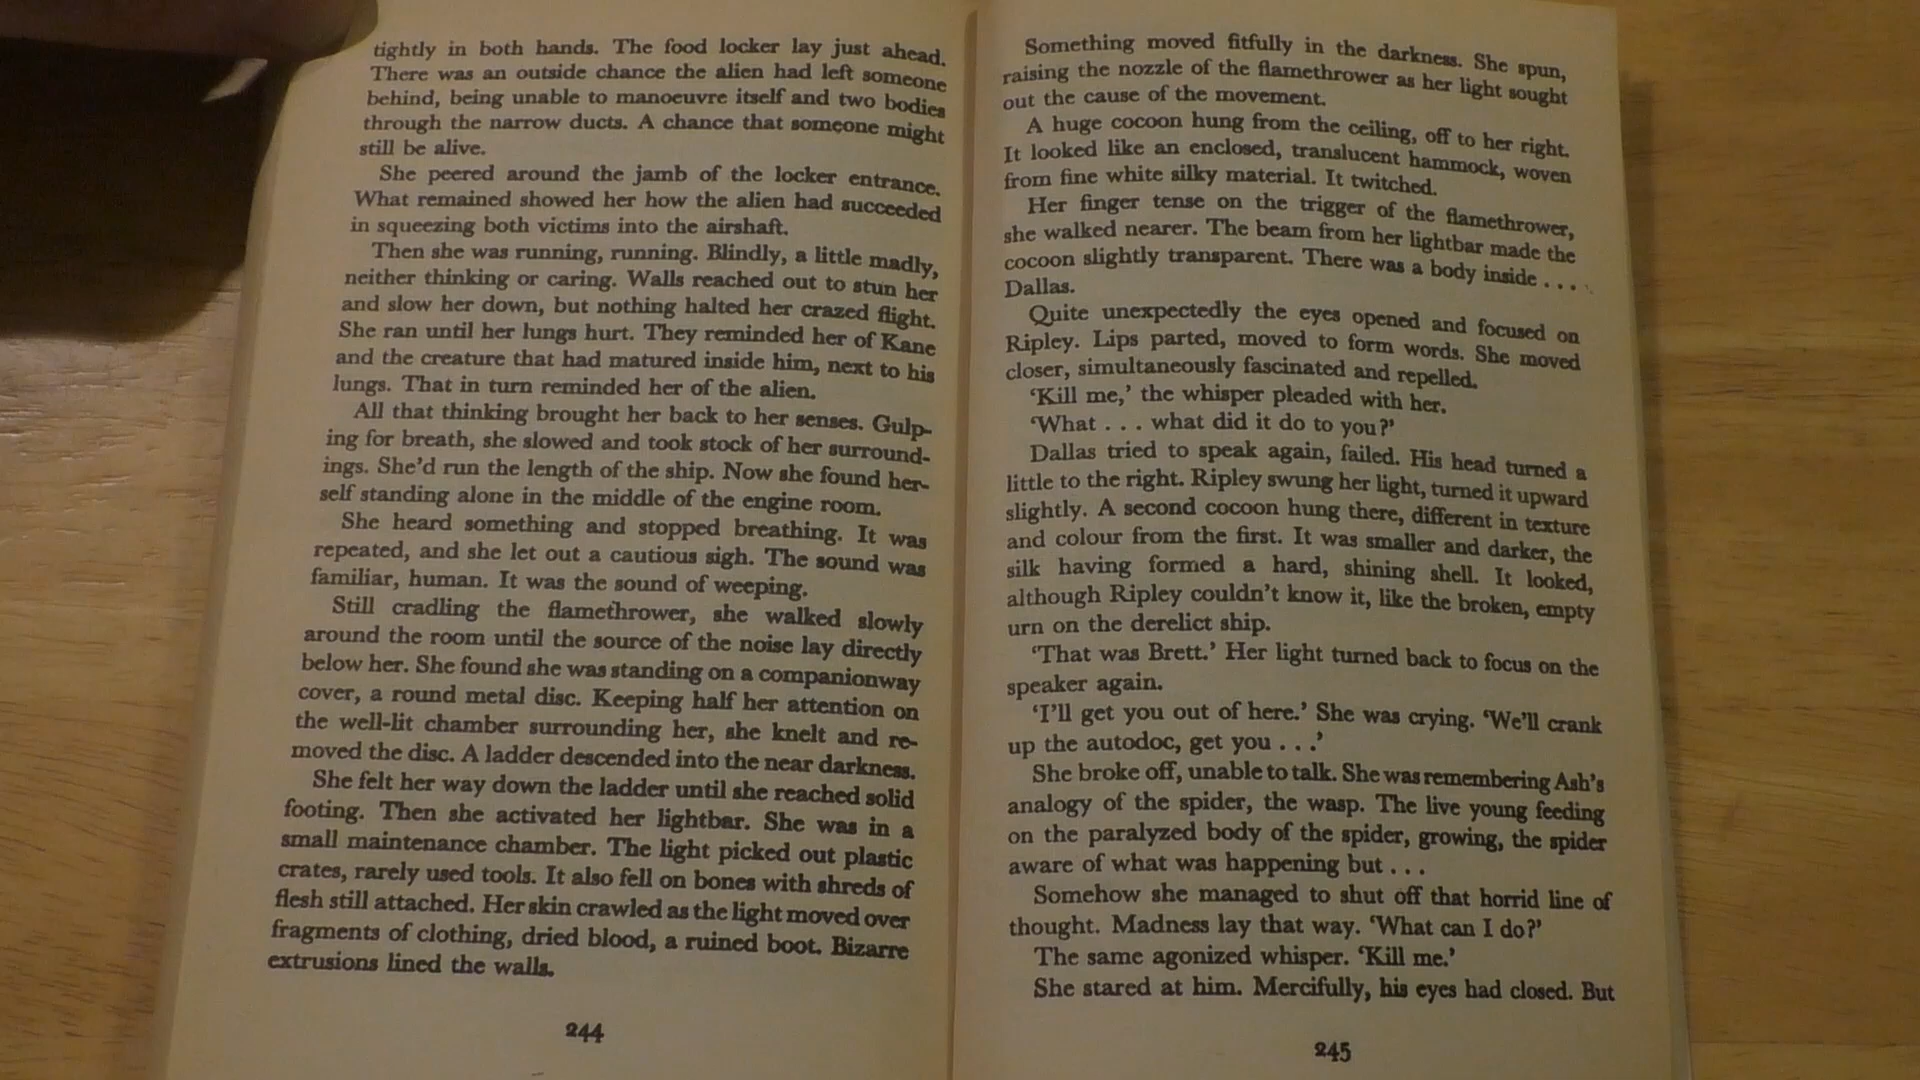 tightly in both hands. The food locker lay just ahead.
There was an outside chance the alien had left someone
behind, being unable to manoeuvre itself and two bodies
through the narrow ducts. A chance that someone might
still be alive.
She peered around the jamb of the locker entrance.
What remained showed her how the alien had succeeded
in squeezing both victims into the airshaft.
Then she was running, running. Blindly, a little madly,
neither thinking or caring. Walls reached out to stun her
and slow her down, but nothing halted her crazed flight.
She ran until her lungs hurt. They reminded her of Kane
and the creature that had matured inside him, next to his
lungs. That in turn reminded her of the alien.
All that thinking brought her back to her senses. Gulp-
ing for breath, she slowed and took stock of her surround-
ings. She'd run the length of the ship. Now she found her-
self standing alone in the middle of the engine room.
She heard something and stopped breathing. It was
repeated, and she let out a cautious sigh. The sound was
familiar, human. It was the sound of weeping.
Still cradling the flamethrower, she walked slowly
around the room until the source of the noise lay directly
below her. She found she was standing on a companionway
cover, a round metal disc. Keeping half her attention on
the well-lit chamber surrounding her, she knelt and re-
moved the disc. A ladder descended into the near darkness.
She felt her way down the ladder until she reached solid
footing. Then she activated her lightbar. She was in a
small maintenance chamber. The light picked out plastic
crates, rarely used tools. It also fell on bones with shreds of
flesh still attached. Her skin crawled as the light moved over
fragments of clothing, dried blood, a ruined boot. Bizarre
extrusions lined the walls.
244
Something moved fitfully in the darkness. She spun,
raising the nozzle of the flamethrower as her light sought
out the cause of the movement.
A huge cocoon hung from the ceiling, off to her right.
It looked like an enclosed, translucent hammock, woven
from fine white silky material. It twitched.
Her finger tense on the trigger of the flamethrower,
she walked nearer. The beam from her lightbar made the
cocoon slightly transparent. There was a body inside . . .
Dallas.
Quite unexpectedly the eyes opened and focused on
Ripley. Lips parted, moved to form words. She moved
closer, simultaneously fascinated and repelled.
'Kill me,' the whisper pleaded with her.
'What . . . what did it do to you?'
Dallas tried to speak again, failed. His head turned a
little to the right. Ripley swung her light, turned it upward
slightly. A second cocoon hung there, different in texture
and colour from the first. It was smaller and darker, the
silk having formed a hard, shining shell. It looked,
although Ripley couldn't know it, like the broken, empty
urn on the derelict ship.
'That was Brett.' Her light turned back to focus on the
speaker again.
'I'll get you out of here.' She was crying. 'We'll crank
up the autodoc, get you . . .'
She broke off, unable to talk. She was remembering Ash's
analogy of the spider, the wasp. The live young feeding
on the paralyzed body of the spider, growing, the spider
aware of what was happening but . . .
Somehow she managed to shut off that horrid line of
thought. Madness lay that way. 'What can I do?'
The same agonized whisper. 'Kill me.'
She stared at him. Mercifully, his eyes had closed. But
245